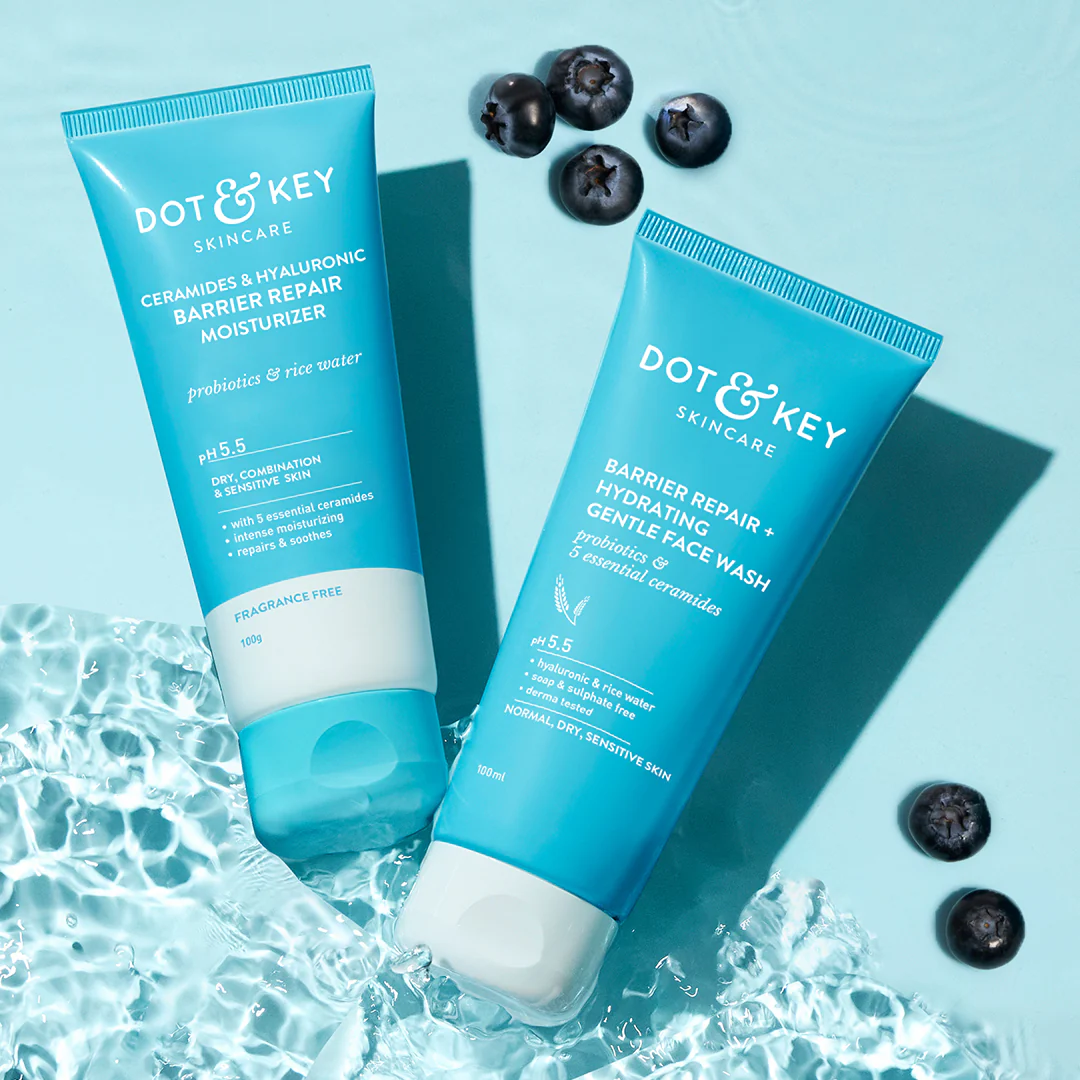 DOT & KEY
SKINCARE
CERAMIDES & HYALURONIC
BARRIER REPAIR
MOISTURIZER
probiotics & rice water
pH 5.5
DRY, COMBINATION
& SENSITIVE SKIN
• with 5 essential ceramides
• intense moisturizing
• repairs & soothes
FRAGRANCE FREE
100g
DOT & KEY
SKINCARE
BARRIER REPAIR +
HYDRATING
GENTLE FACE WASH
probiotics &
5 essential ceramides
pH 5.5
• hyaluronic & rice water
• soap & sulphate free
• derma tested
NORMAL, DRY, SENSITIVE SKIN
100ml